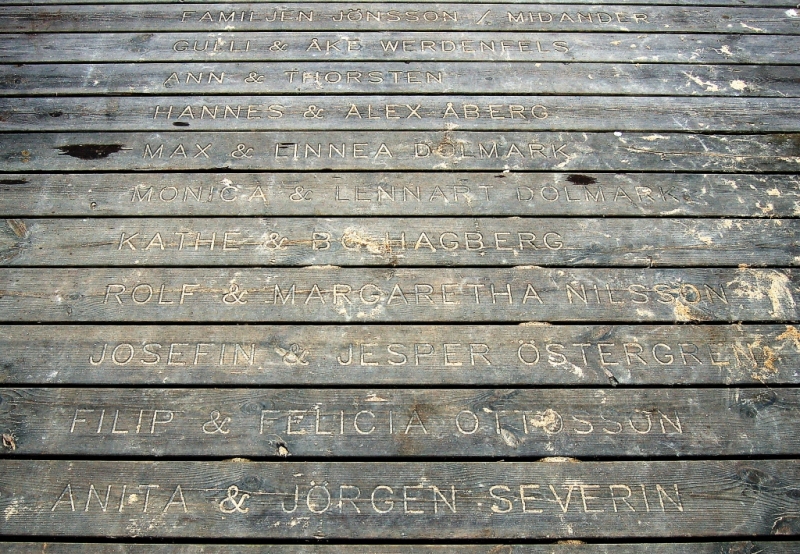 FAMILJEN JÖNSSON / MIDANDER
GULLI & ÅKE WERDENFELS
ANN & THORSTEN
HANNES & ALEX ÅBERG
MAX & LINNEA DOLMARK
MONICA & LENNART DOLMARK
KATHE & BO HAGBERG
ROLF & MARGARETHA NILSSON
JOSEFIN & JESPER ÖSTERGREN
FILIP & FELICIA OTTOSSON
ANITA & JÖRGEN SEVERIN